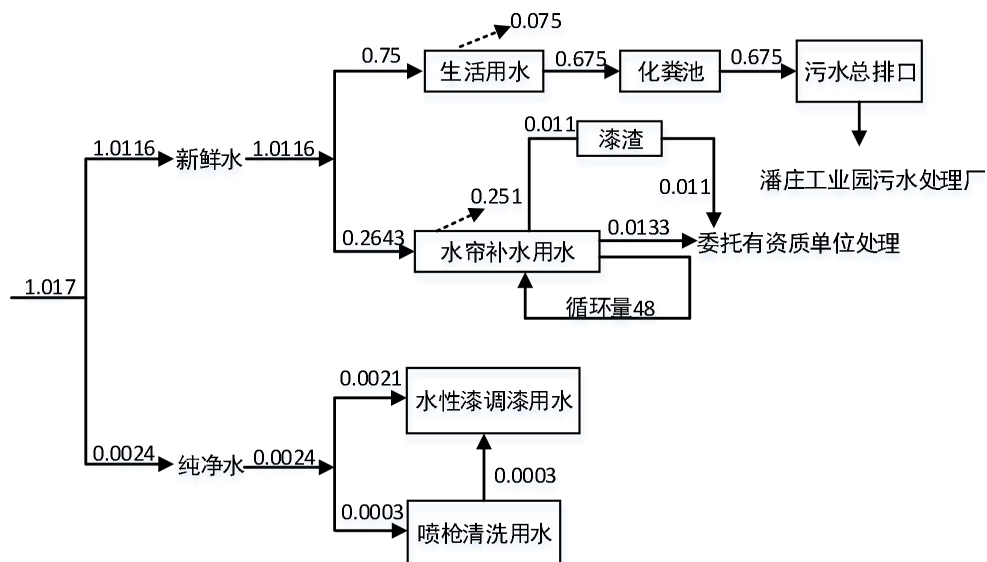 0.075
0.75
生活用水
0.675
化粪池
0.675
污水总排口
潘庄工业园污水处理厂
1.0116
新鲜水
1.0116
0.011
漆渣
0.011
0.251
0.2643
水帘补水用水
0.0133
委托有资质单位处理
循环量48
1.017
0.0024
纯净水
0.0024
0.0021
水性漆调漆用水
0.0003
0.0003
喷枪清洗用水